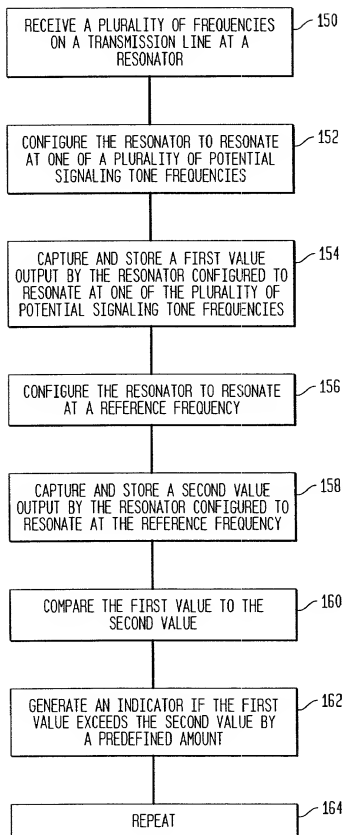 RECEIVE A PLURALITY OF FREQUENCIES
ON A TRANSMISSION LINE AT A
RESONATOR
150
CONFIGURE THE RESONATOR TO RESONATE
AT ONE OF A PLURALITY OF POTENTIAL
SIGNALING TONE FREQUENCIES
152
CAPTURE AND STORE A FIRST VALUE
OUTPUT BY THE RESONATOR CONFIGURED TO
RESONATE AT ONE OF THE PLURALITY OF
POTENTIAL SIGNALING TONE FREQUENCIES
154
CONFIGURE THE RESONATOR TO RESONATE
AT A REFERENCE FREQUENCY
156
CAPTURE AND STORE A SECOND VALUE
OUTPUT BY THE RESONATOR CONFIGURED TO
RESONATE AT THE REFERENCE FREQUENCY
158
COMPARE THE FIRST VALUE TO THE
SECOND VALUE
160
GENERATE AN INDICATOR IF THE FIRST
VALUE EXCEEDS THE SECOND VALUE BY
A PREDEFINED AMOUNT
162
REPEAT
164